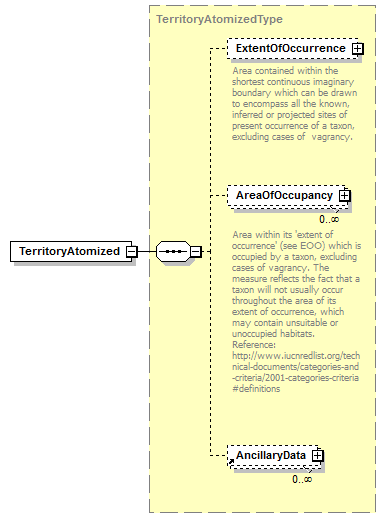 TerritoryAtomizedType
ExtentOfOccurrence
Area contained within the
shortest continuous imaginary
boundary which can be drawn
to encompass all the known,
inferred or projected sites of
present occurrence of a taxon,
excluding cases of vagrancy.
AreaOfOccupancy
0..∞
Area within its 'extent of
occurrence' (see EOO) which is
occupied by a taxon, excluding
cases of vagrancy. The
measure reflects the fact that a
taxon will not usually occur
throughout the area of its
extent of occurrence, which
may contain unsuitable or
unoccupied habitats.
Reference:
http://www.iucnredlist.org/tech
nical-documents/categories-and
-criteria/2001-categories-criteria
#definitions
TerritoryAtomized
AncillaryData
0..∞